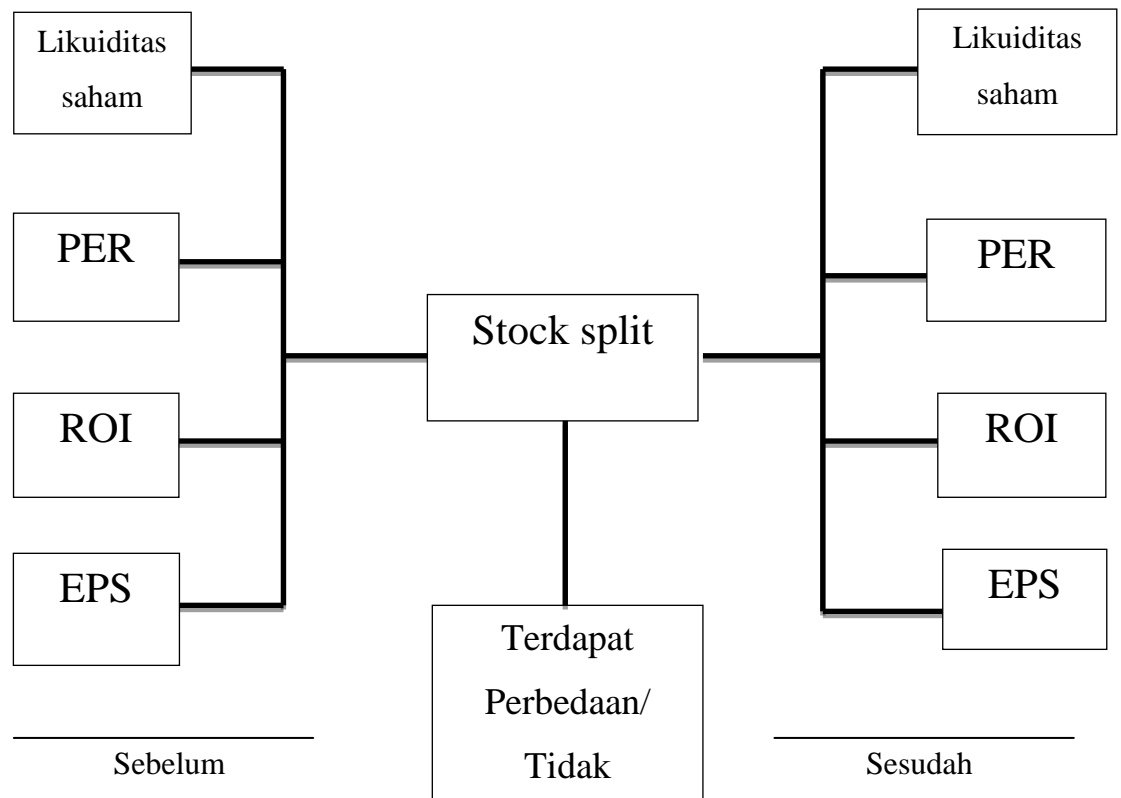 Likuiditas
saham
PER
ROI
EPS
Sebelum
Stock split
Terdapat
Perbedaan/
Tidak
Likuiditas
saham
PER
ROI
EPS
Sesudah